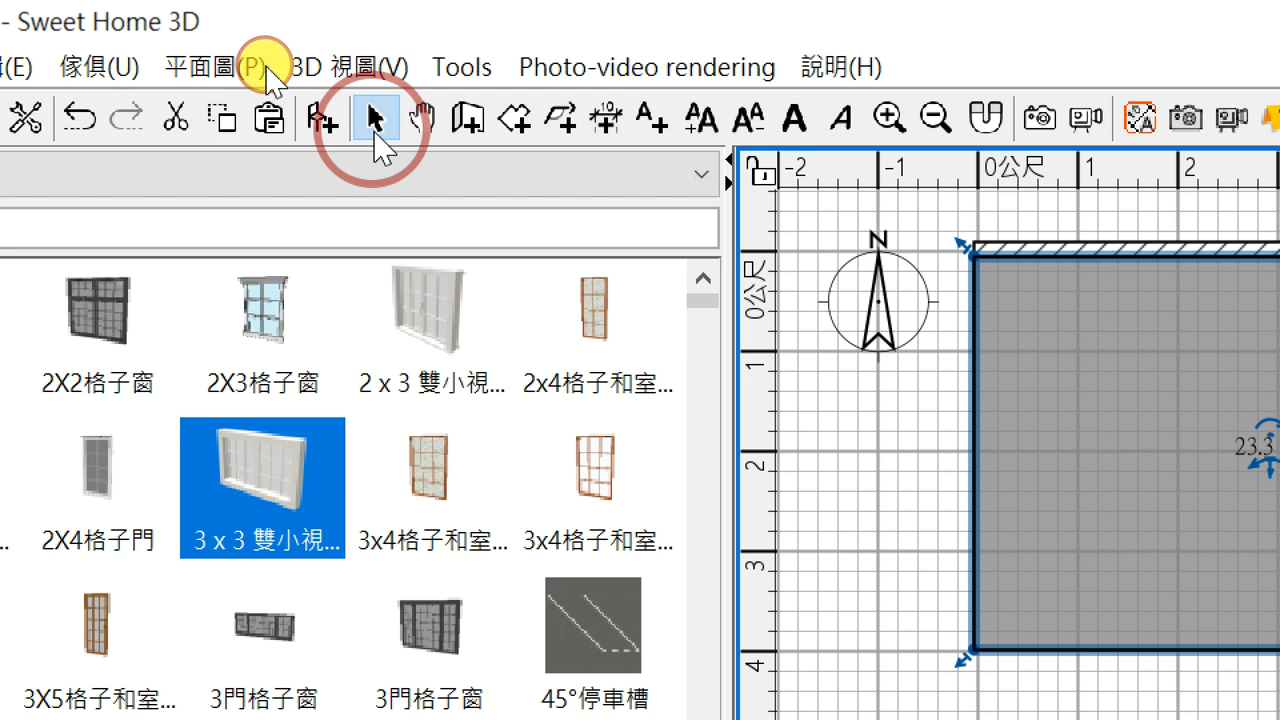 - Sweet Home 3D
(E) 傢俱(U) 平面圖(P) 3D 視圖(V) Tools Photo-video rendering 說明(H)
-2 -1 0公尺 1 2
N
0公尺
1
2
3
4
23.3
2X2格子窗 2X3格子窗 2 x 3 雙小視... 2x4格子和室...
... 2X4格子門 3 x 3 雙小視... 3x4格子和室... 3x4格子和室...
3X5格子和室... 3門格子窗 3門格子窗 45°停車槽